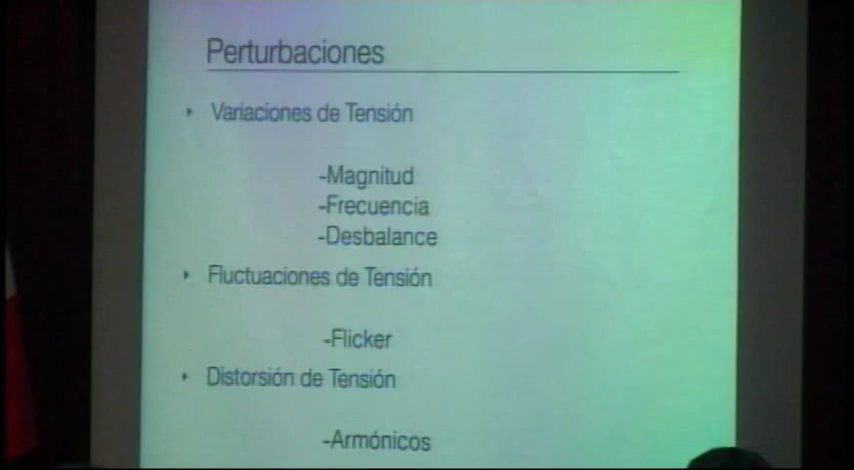 Perturbaciones
‣ Variaciones de Tensión
-Magnitud
-Frecuencia
-Desbalance
‣ Fluctuaciones de Tensión
-Flicker
‣ Distorsión de Tensión
-Armónicos